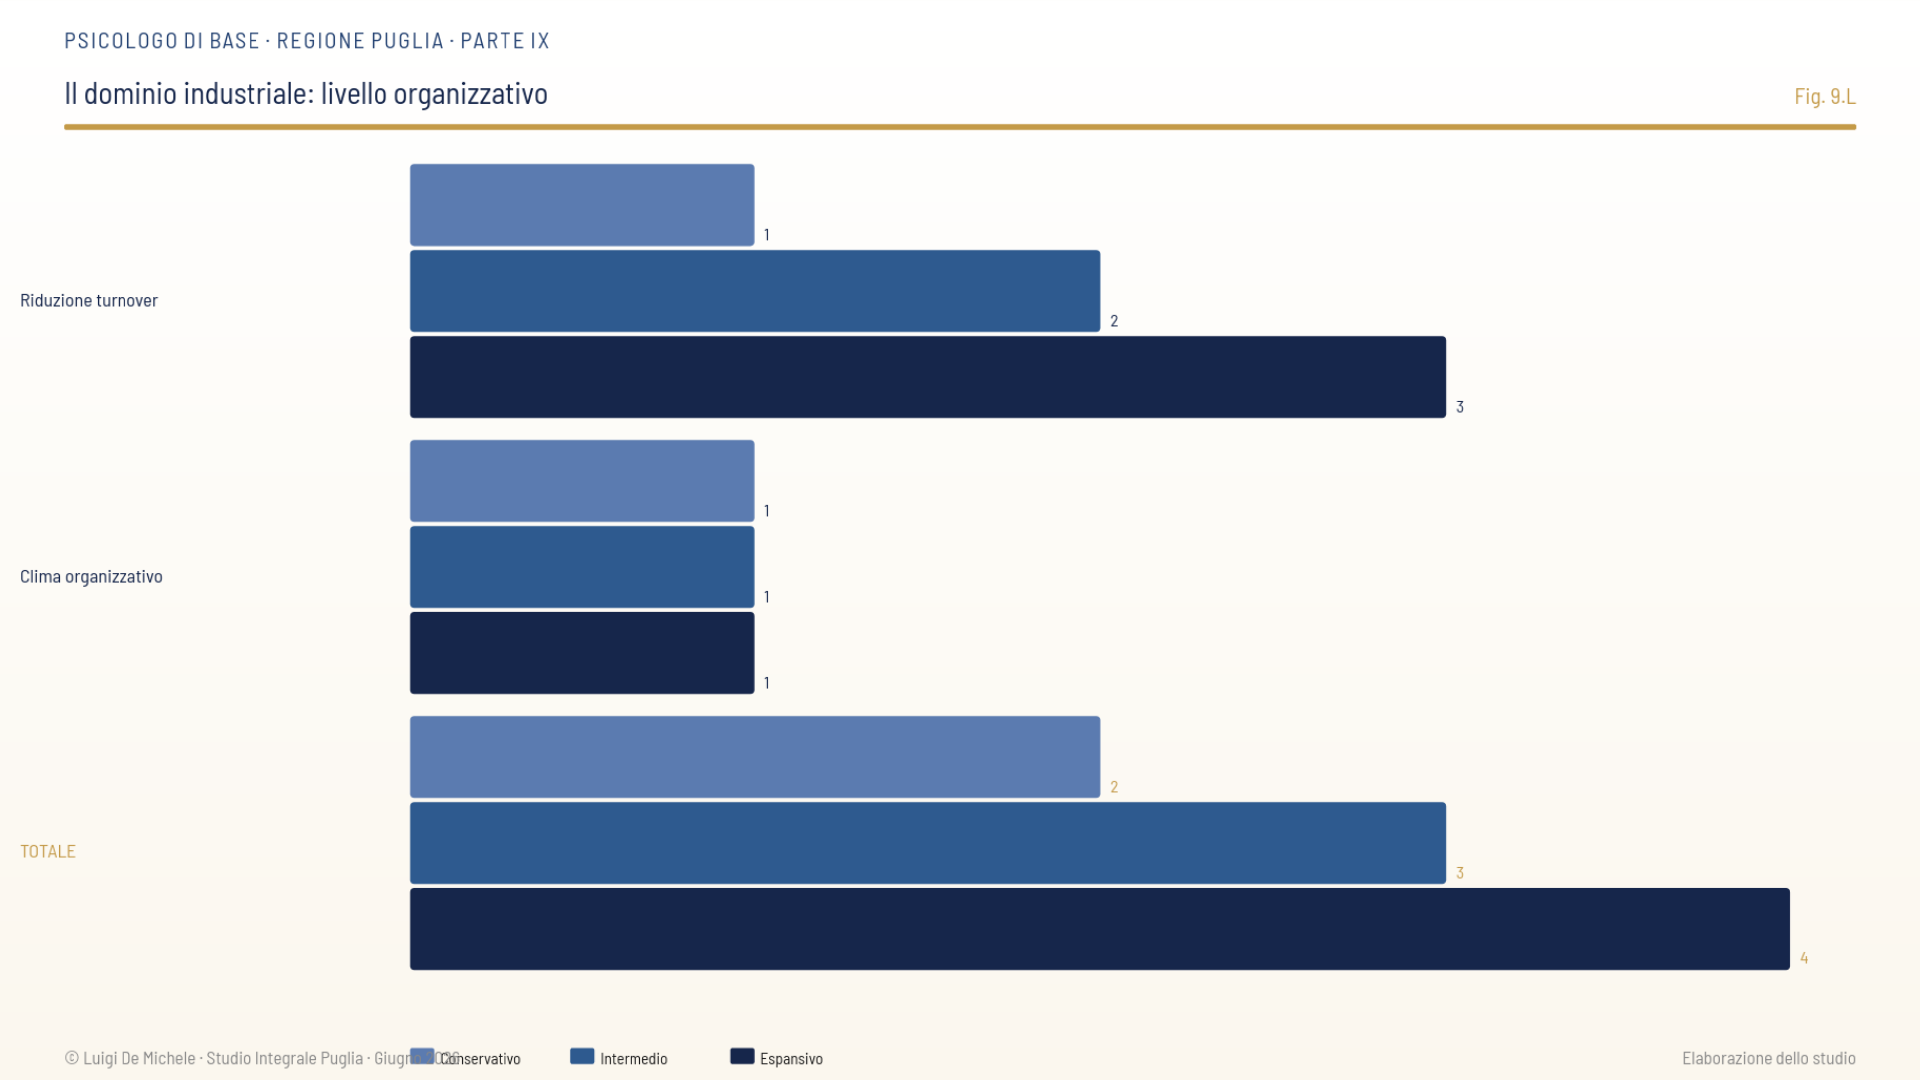 PSICOLOGO DI BASE · REGIONE PUGLIA · PARTE IX
Il dominio industriale: livello organizzativo
Fig. 9.L
1
2
Riduzione turnover
3
1
Clima organizzativo
1
1
2
TOTALE
3
4
© Luigi De Michele · Studio Integrale Puglia · Giugno
Conservativo
Intermedio
Espansivo
Elaborazione dello studio